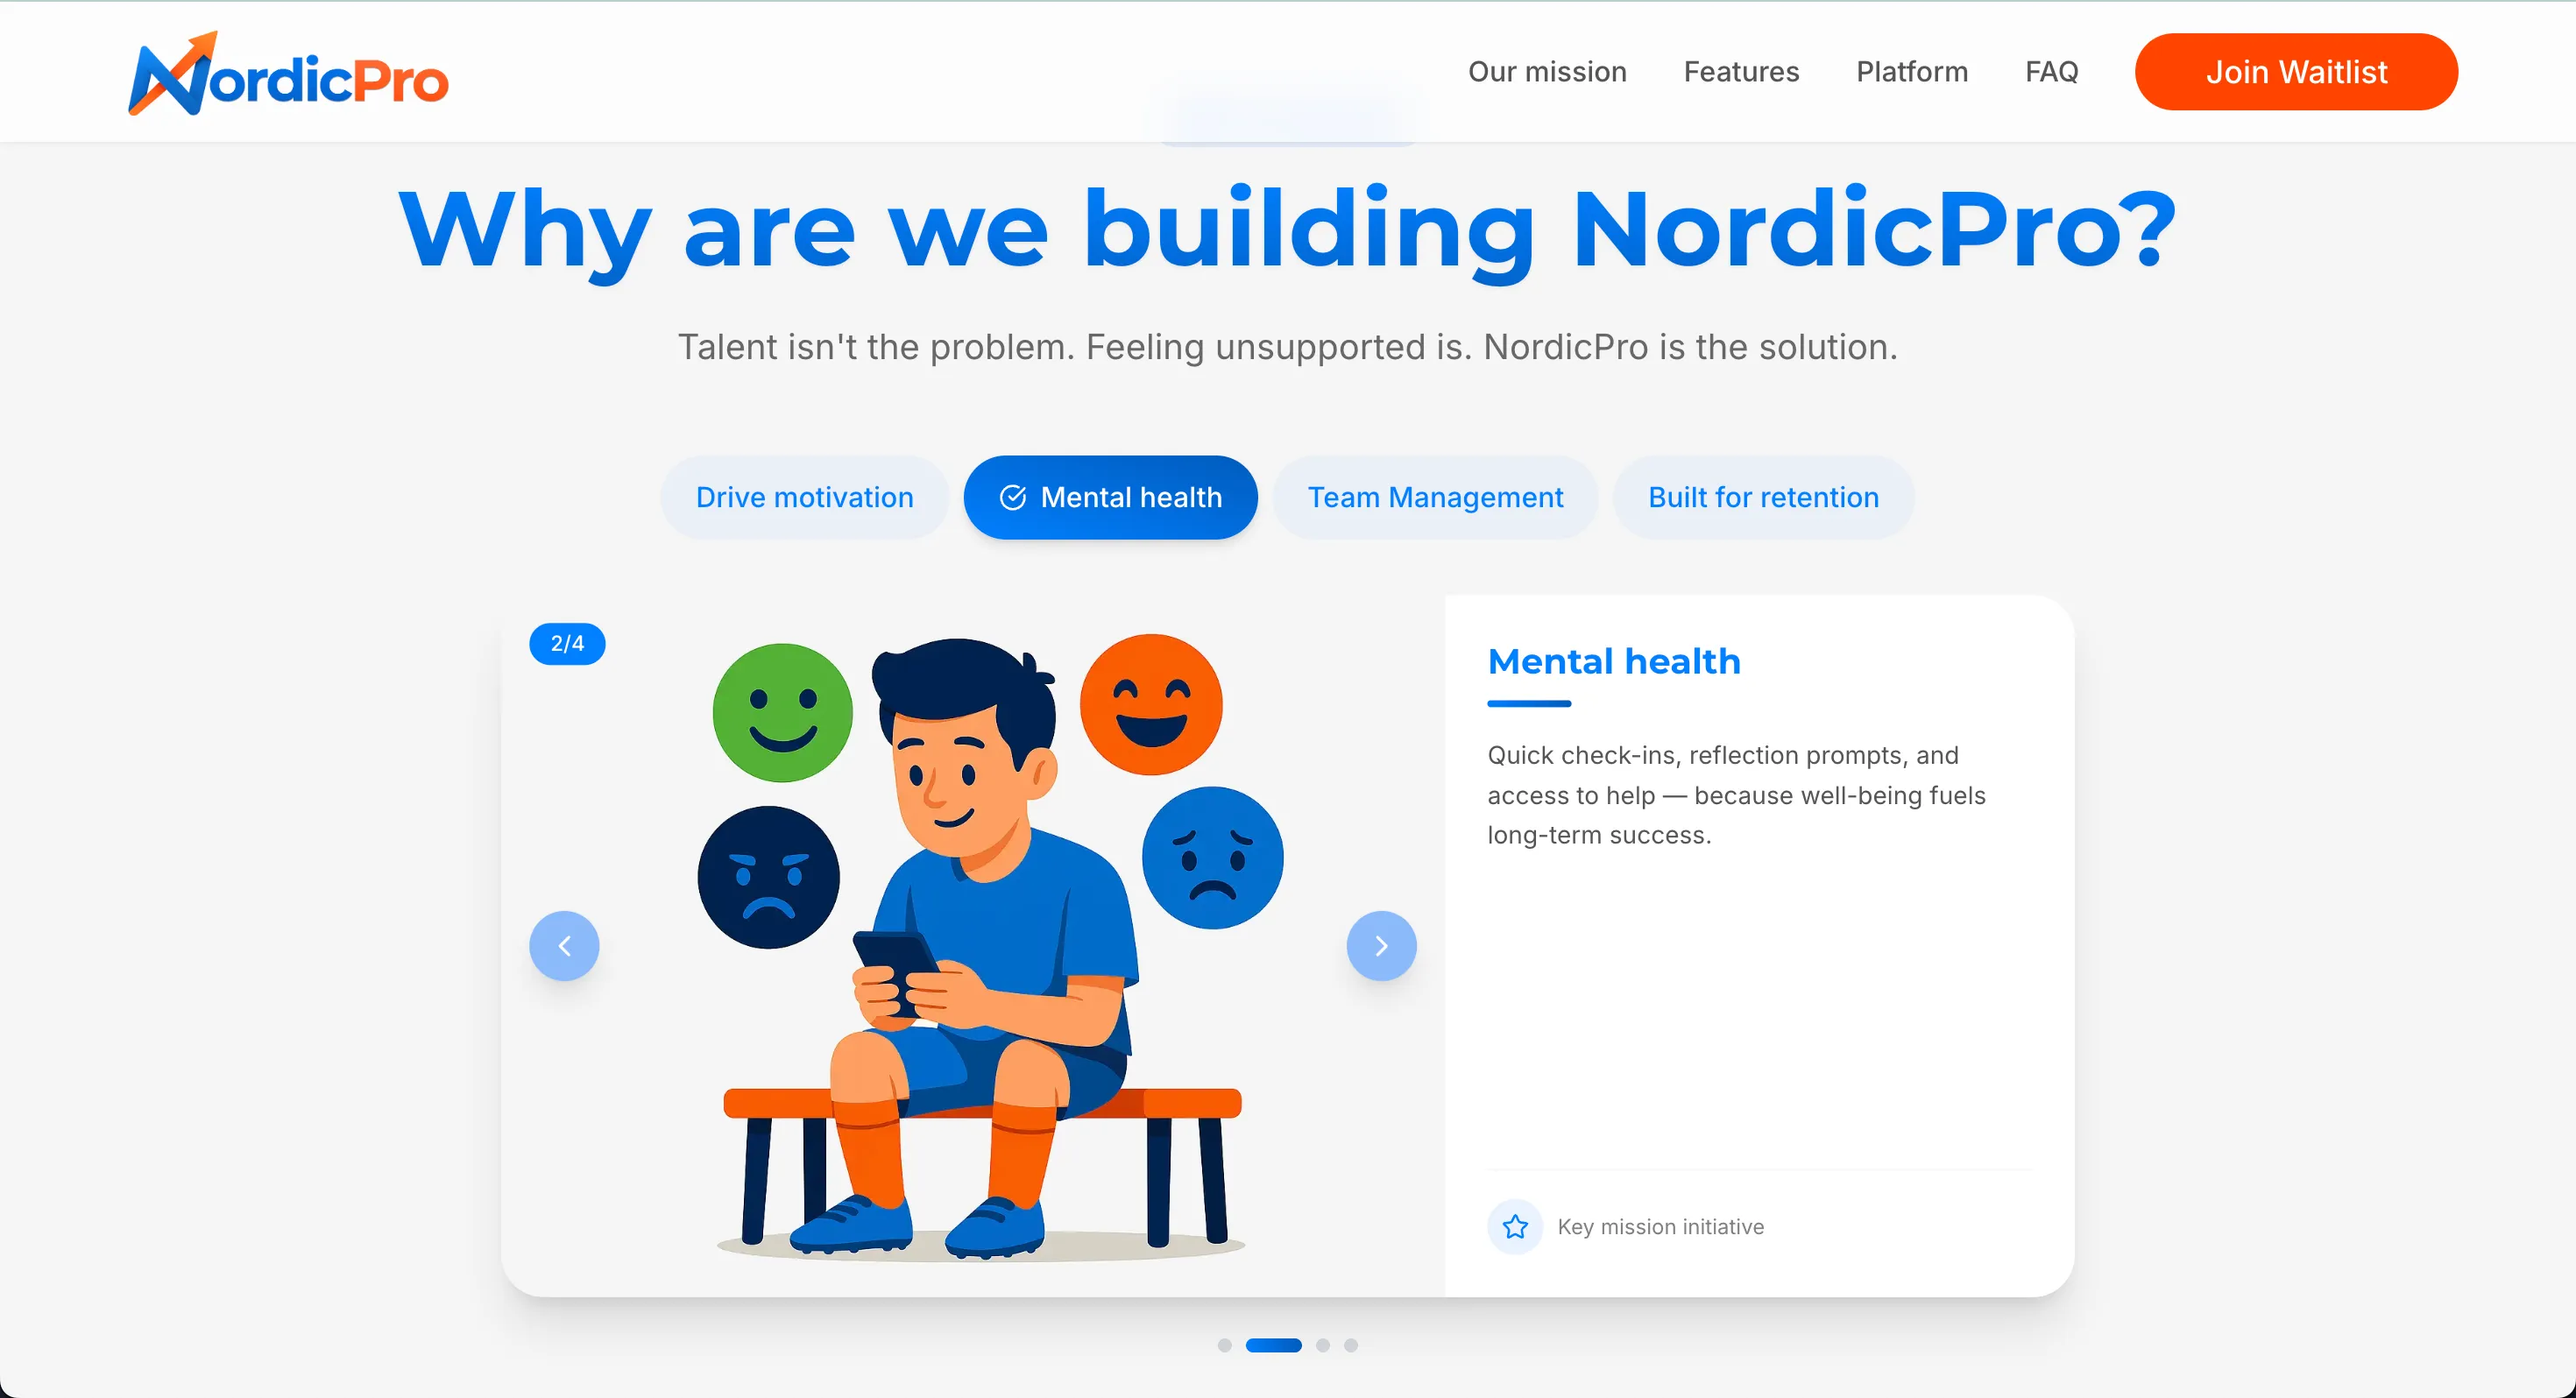 NordicPro
Our mission
Features
Platform
FAQ
Join Waitlist
Why are we building NordicPro?
Talent isn't the problem. Feeling unsupported is. NordicPro is the solution.
Drive motivation
Mental health
Team Management
Built for retention
2/4
Mental health
Quick check-ins, reflection prompts, and
access to help — because well-being fuels
long-term success.
Key mission initiative